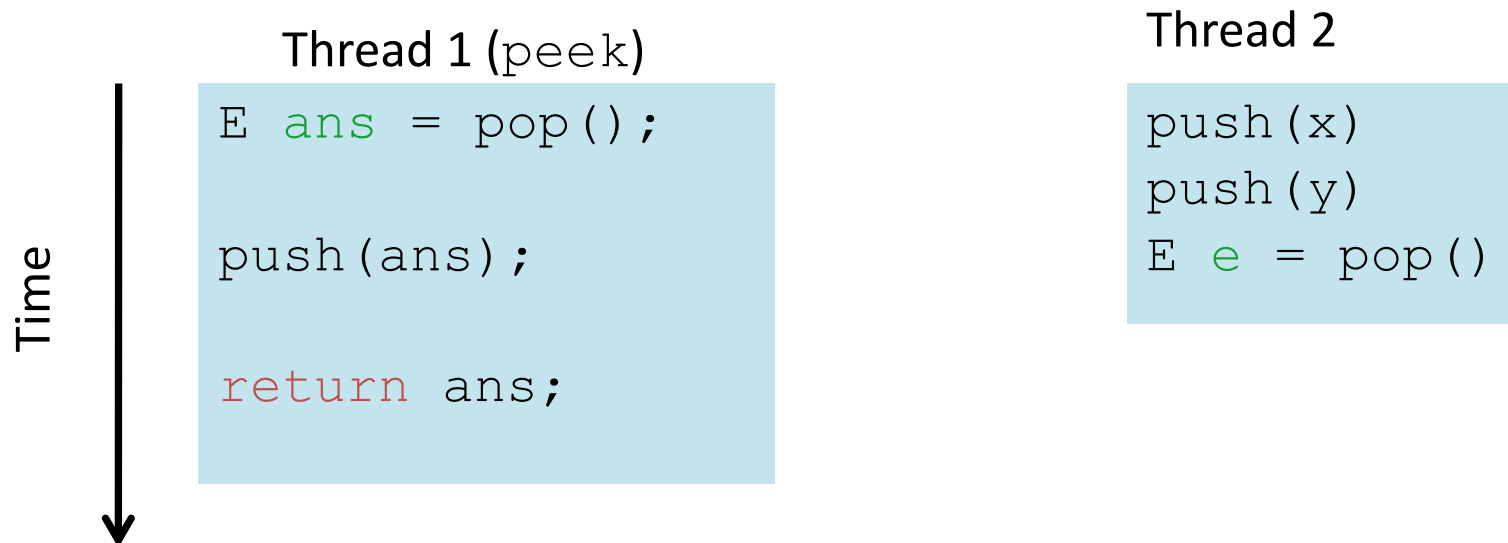 Time
Thread 1 (peek)
E ans = pop();
push(ans);
return ans;
Thread 2
push(x)
push(y)
E e = pop()